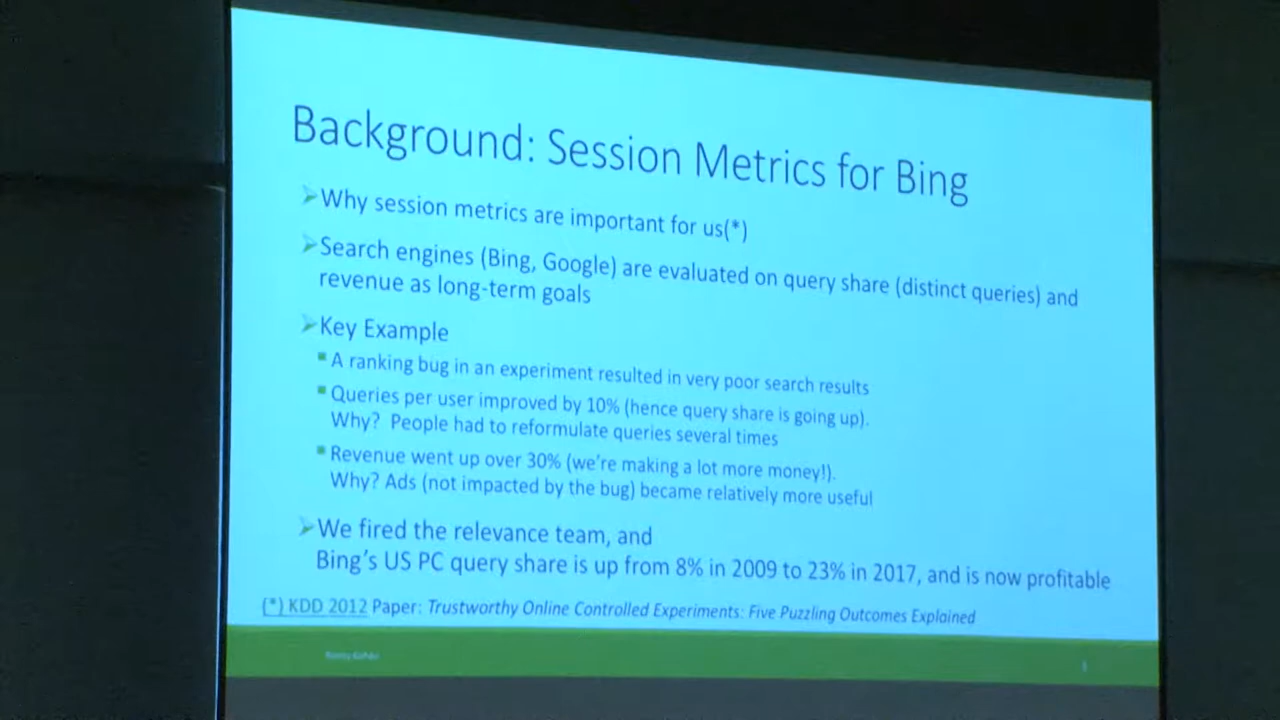 Background: Session Metrics for Bing
Why session metrics are important for us(*)
Search engines (Bing, Google) are evaluated on query share (distinct queries) and
revenue as long-term goals
Key Example
A ranking bug in an experiment resulted in very poor search results
Queries per user improved by 10% (hence query share is going up).
Why? People had to reformulate queries several times
Revenue went up over 30% (we're making a lot more money!).
Why? Ads (not impacted by the bug) became relatively more useful
We fired the relevance team, and
Bing's US PC query share is up from 8% in 2009 to 23% in 2017, and is now profitable
(*) KDD 2012 Paper: Trustworthy Online Controlled Experiments: Five Puzzling Outcomes Explained